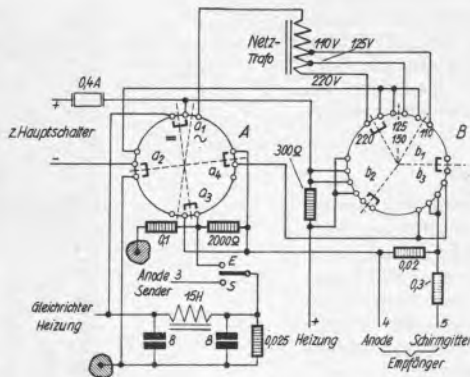 Netz-
Trafo
110V
125V
220V
0,4A
+
z. Hauptschalter
-
=
a1
~
A
a2
a4
a3
220
125
150
110
b1
b2
b3
B
300Ω
0,1
2000Ω
E
Anode 3
Sender
S
0,02
0,3
Gleichrichter
Heizung
15H
8
8
0,025
+
Heizung
4
5
Anode
Schirmgitter
Empfänger